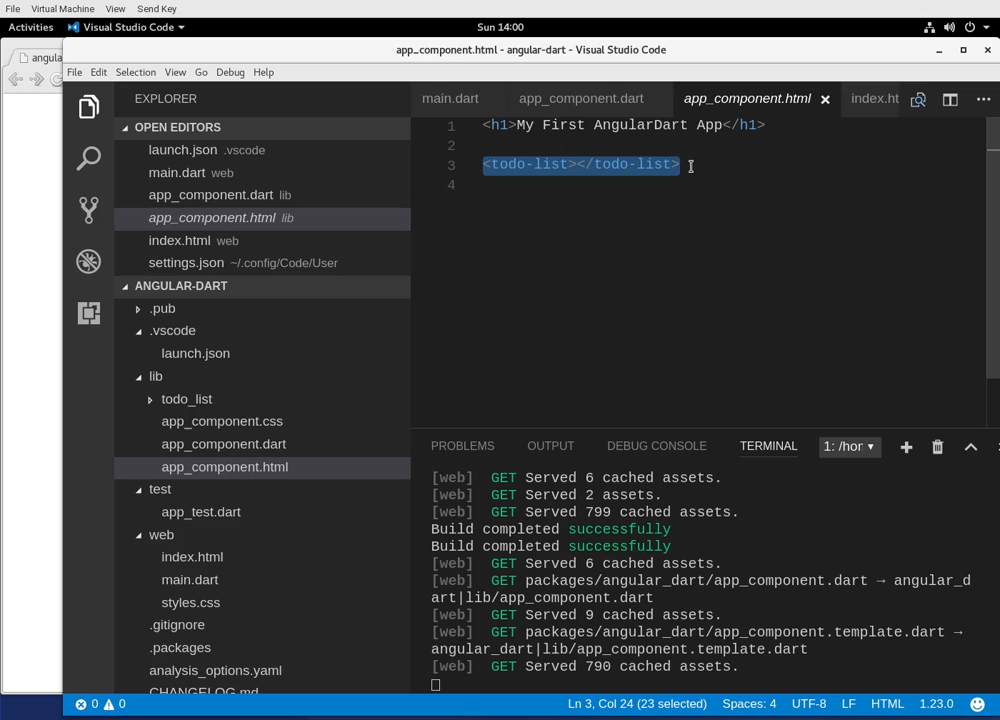 File Virtual Machine View Send Key
Activities Visual Studio Code Sun 14:00
angula
app_component.html - angular-dart - Visual Studio Code
File Edit Selection View Go Debug Help
EXPLORER
OPEN EDITORS
launch.json .vscode
main.dart web
app_component.dart lib
app_component.html lib
index.html web
settings.json ~/.config/Code/User
ANGULAR-DART
.pub
.vscode
launch.json
lib
todo_list
app_component.css
app_component.dart
app_component.html
test
app_test.dart
web
index.html
main.dart
styles.css
.gitignore
.packages
analysis_options.yaml
CHANGELOG.md
main.dart app_component.dart app_component.html index.ht
1 <h1>My First AngularDart App</h1>
2
3 <todo-list></todo-list>
4
PROBLEMS OUTPUT DEBUG CONSOLE TERMINAL 1: /hor
[web] GET Served 6 cached assets.
[web] GET Served 2 assets.
[web] GET Served 799 cached assets.
Build completed successfully
Build completed successfully
[web] GET Served 6 cached assets.
[web] GET packages/angular_dart/app_component.dart → angular_d
art|lib/app_component.dart
[web] GET Served 9 cached assets.
[web] GET packages/angular_dart/app_component.template.dart →
angular_dart|lib/app_component.template.dart
[web] GET Served 790 cached assets.
0 0 Ln 3, Col 24 (23 selected) Spaces: 4 UTF-8 LF HTML 1.23.0